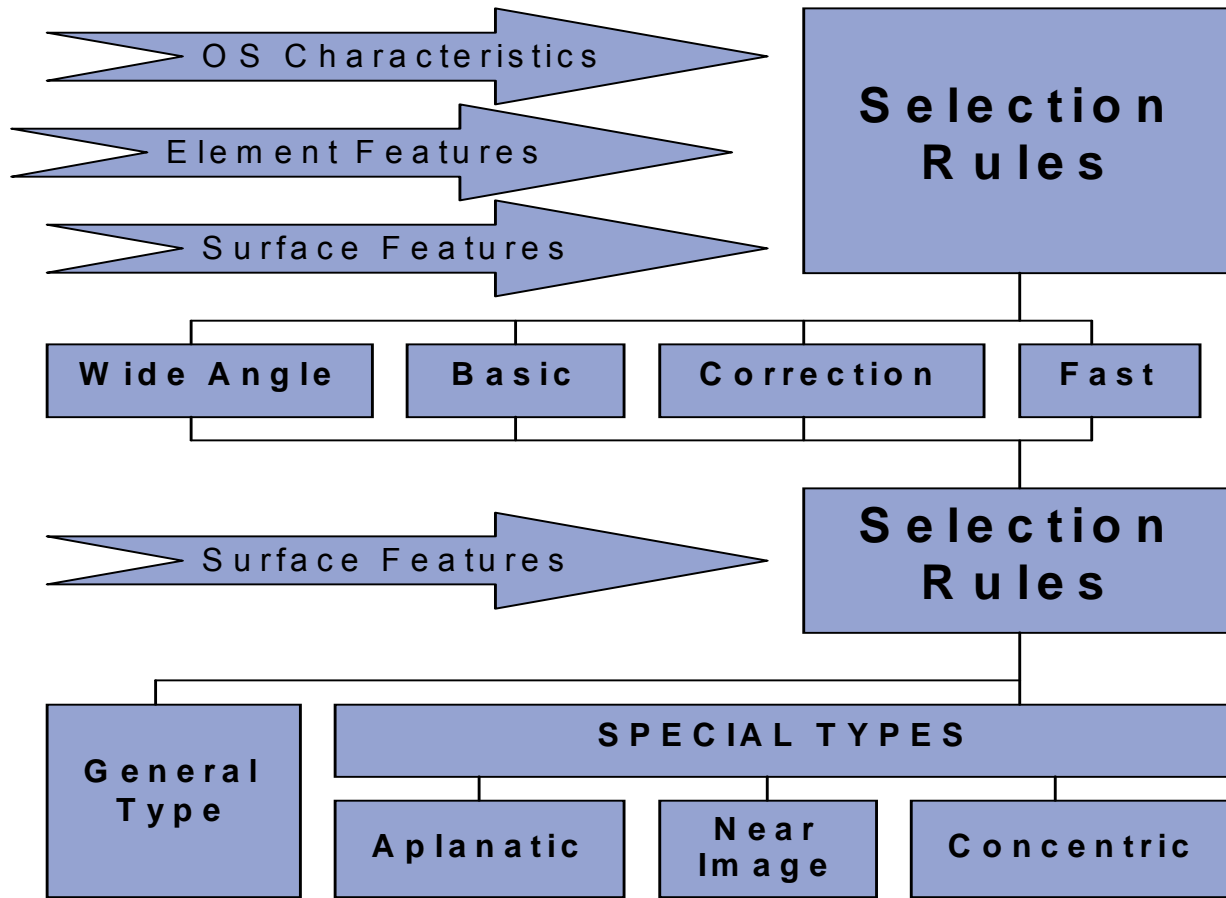 OS Characteristics
Element Features
Surface Features
Selection
Rules
Wide Angle
Basic
Correction
Fast
Surface Features
Selection
Rules
General
Type
SPECIAL TYPES
Aplanatic
Near
Image
Concentric